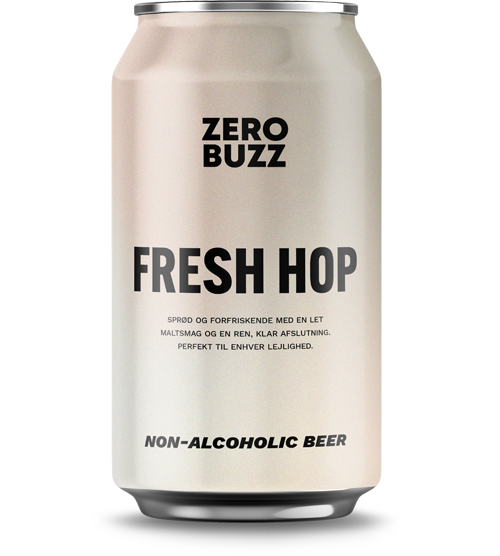 ZERO
BUZZ
FRESH HOP
SPRØD OG FORFRISKENDE MED EN LET
MALTSMAG OG EN REN, KLAR AFSLUTNING.
PERFEKT TIL ENHVER LEJLIGHED.
NON-ALCOHOLIC BEER